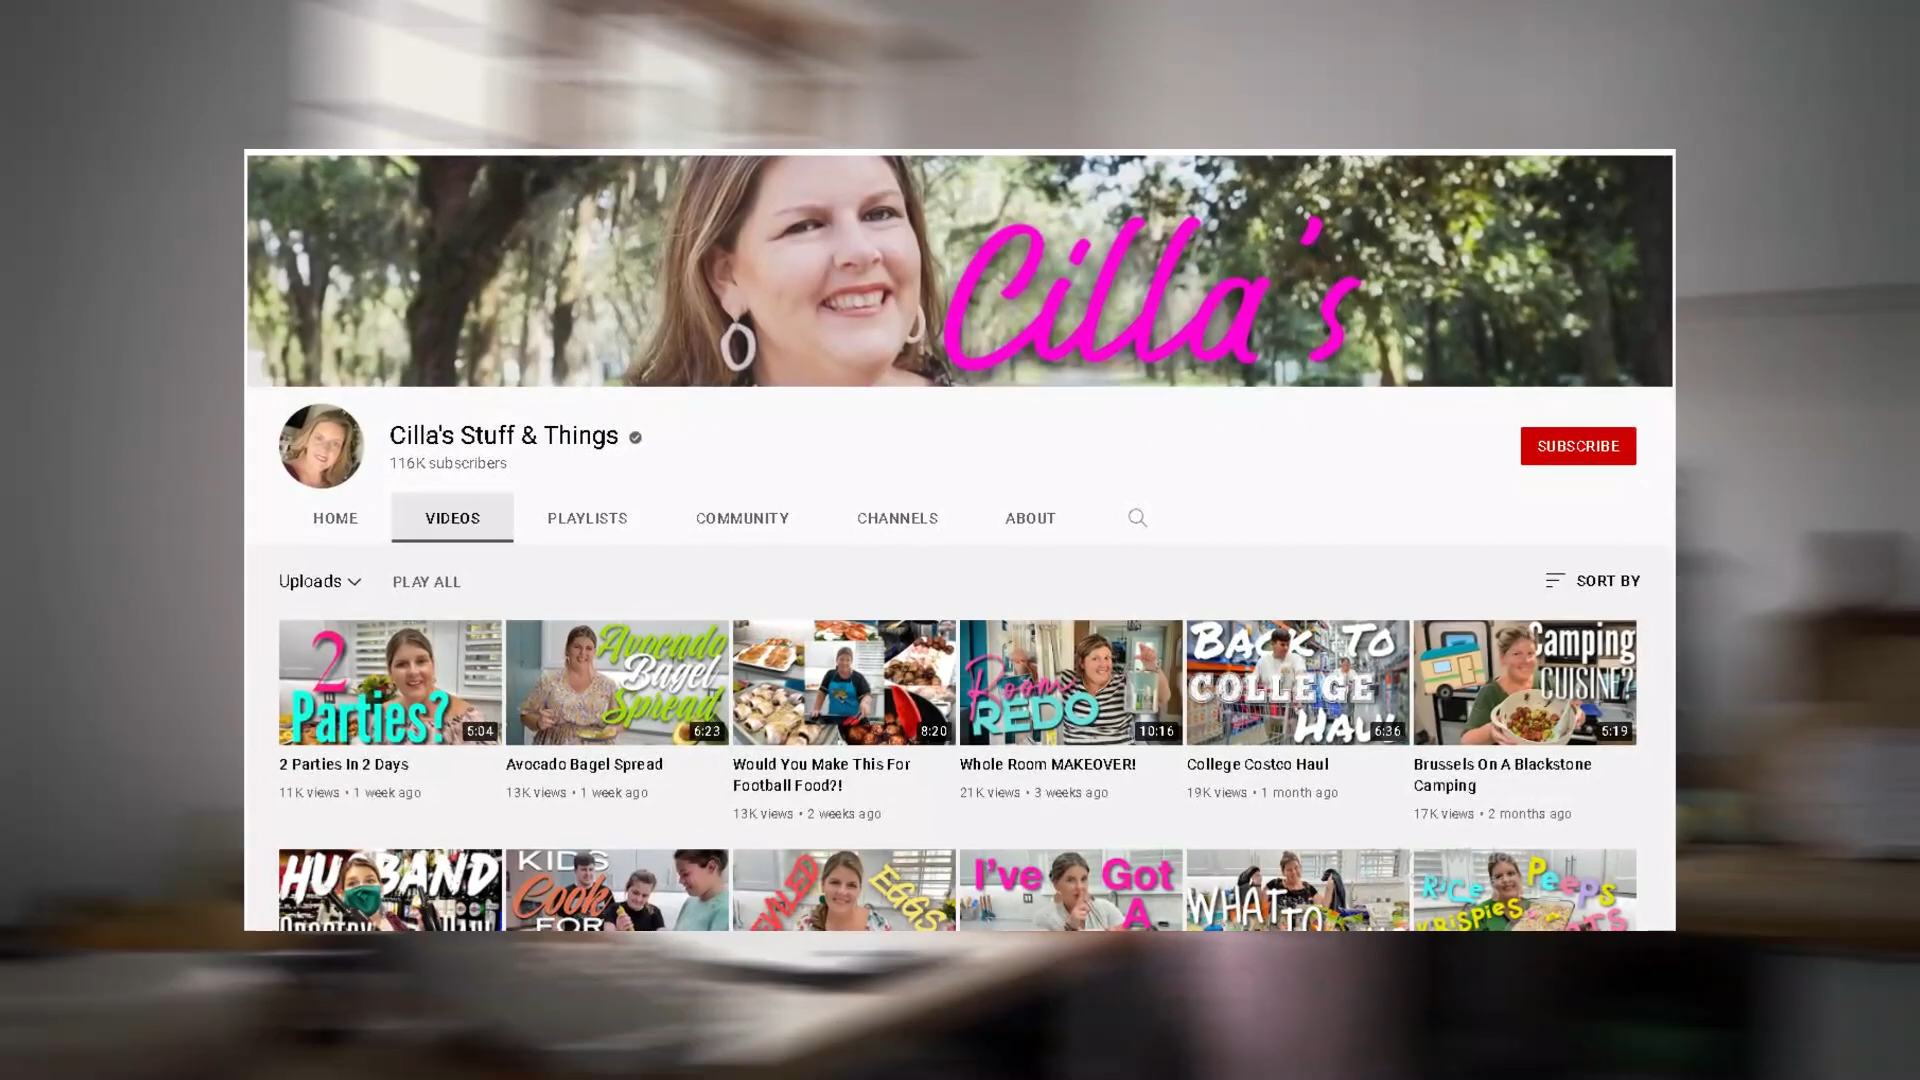 Cilla's
Cilla's Stuff & Things
116K subscribers
SUBSCRIBE
HOME
VIDEOS
PLAYLISTS
COMMUNITY
CHANNELS
ABOUT
Uploads
PLAY ALL
SORT BY
2
Parties?
5:04
Avocado
Bagel
Spread
6:23
8:20
Room
REDO
10:16
BACK TO
COLLEGE
HAUL
6:36
Camping
CUISINE?
5:19
2 Parties In 2 Days
11K views • 1 week ago
Avocado Bagel Spread
13K views • 1 week ago
Would You Make This For
Football Food?!
13K views • 2 weeks ago
Whole Room MAKEOVER!
21K views • 3 weeks ago
College Costco Haul
19K views • 1 month ago
Brussels On A Blackstone
Camping
17K views • 2 months ago
HUSBAND
KIDS
Cook
FOR
EGGS
I've Got
A
WHAT
TO
RICE
KRISPIES
PEEPS